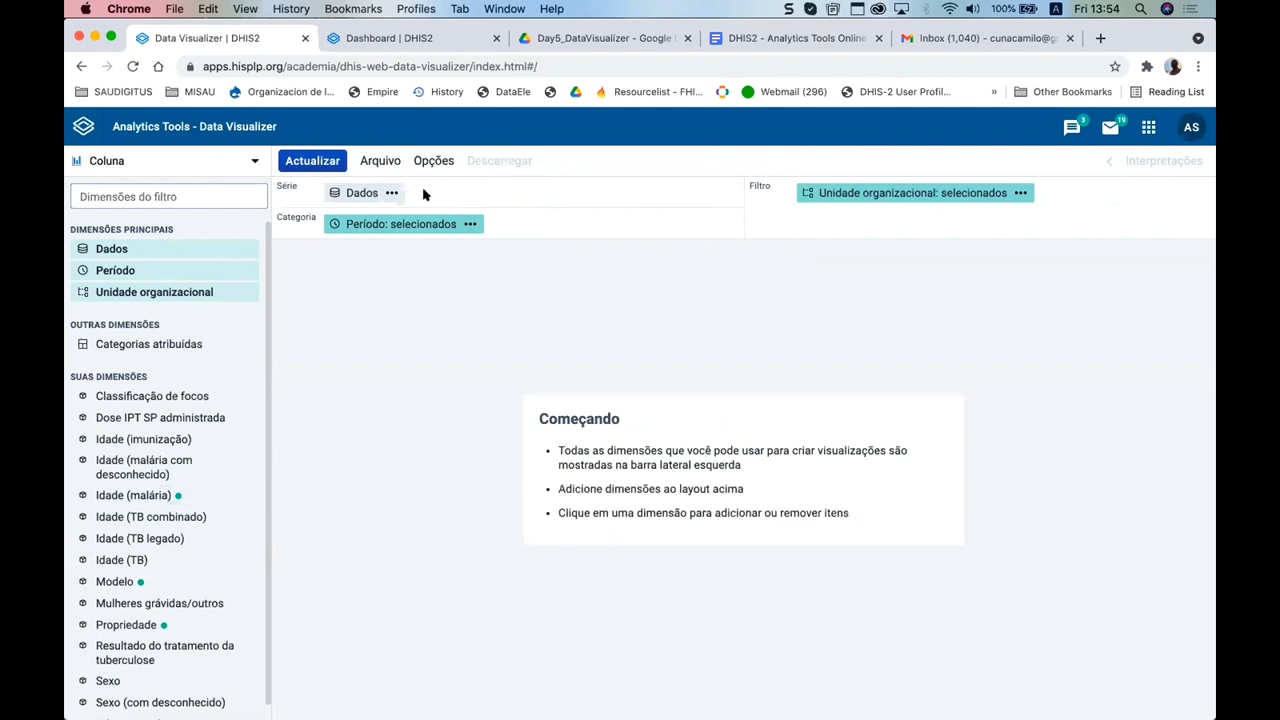 Chrome File Edit View History Bookmarks Profiles Tab Window Help 100% A Fri 13:54
Data Visualizer | DHIS2 Dashboard | DHIS2 Day5_DataVisualizer - Google DHIS2 - Analytics Tools Online Inbox (1,040) - cunacamilo@g
apps.hisplp.org/academia/dhis-web-data-visualizer/index.html#/
SAUDIGITUS MISAU Organizacion de I... Empire History DataEle Resourcelist - FHI... Webmail (296) DHIS-2 User Profil... » Other Bookmarks Reading List
Analytics Tools - Data Visualizer 3 19 AS
Coluna Actualizar Arquivo Opções Descarregar Interpretações
Série Dados ••• Filtro Unidade organizacional: selecionados •••
Categoria Período: selecionados •••
Dimensões do filtro
DIMENSÕES PRINCIPAIS
Dados
Período
Unidade organizacional
OUTRAS DIMENSÕES
Categorias atribuídas
SUAS DIMENSÕES
Classificação de focos
Dose IPT SP administrada
Idade (imunização)
Idade (malária com
desconhecido)
Idade (malária)
Idade (TB combinado)
Idade (TB legado)
Idade (TB)
Modelo
Mulheres grávidas/outros
Propriedade
Resultado do tratamento da
tuberculose
Sexo
Sexo (com desconhecido)
Começando
• Todas as dimensões que você pode usar para criar visualizações são
mostradas na barra lateral esquerda
• Adicione dimensões ao layout acima
• Clique em uma dimensão para adicionar ou remover itens